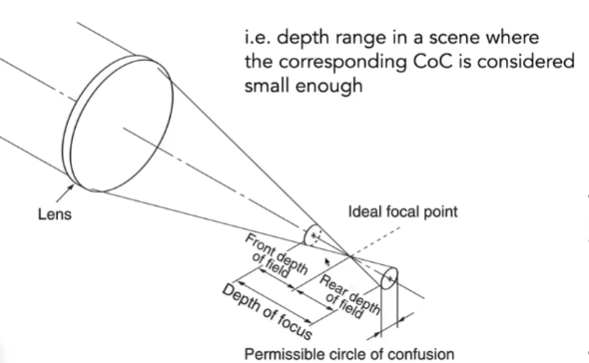 i.e. depth range in a scene where
the corresponding CoC is considered
small enough
Lens
Ideal focal point
Front depth
of field
Rear depth
of field
Depth of focus
Permissible circle of confusion